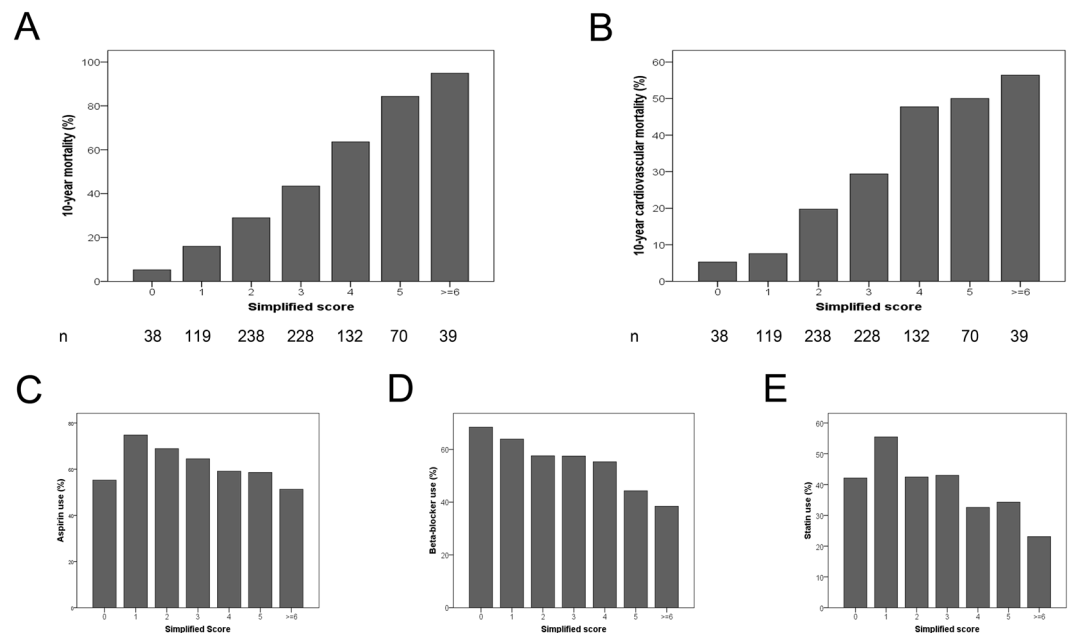 A
10-year mortality (%)
100
80
60
40
20
0
0 1 2 3 4 5 >=6
Simplified score
n 38 119 238 228 132 70 39
B
10-year cardiovascular mortality (%)
60
50
40
30
20
10
0
0 1 2 3 4 5 >=6
Simplified score
n 38 119 238 228 132 70 39
C
Aspirin use (%)
80
60
40
20
0
0 1 2 3 4 5 >=6
Simplified Score
D
Beta-blocker use (%)
60
40
20
0
0 1 2 3 4 5 >=6
Simplified score
E
Statin use (%)
60
50
40
30
20
10
0
0 1 2 3 4 5 >=6
Simplified score